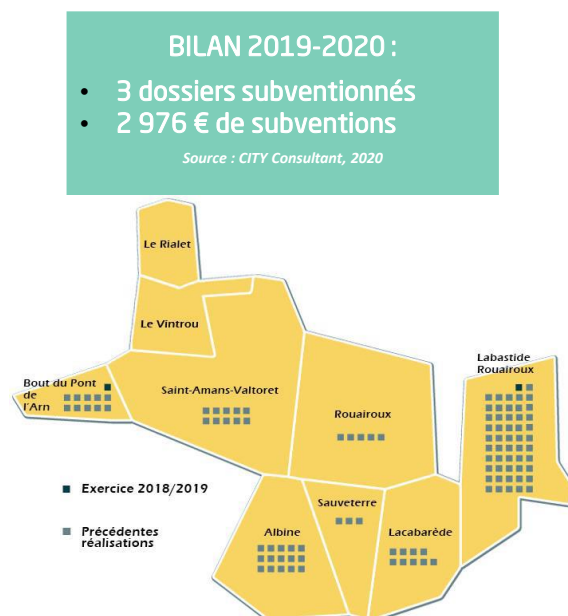 BILAN 2019-2020 :
• 3 dossiers subventionnés
• 2 976 € de subventions
Source : CITY Consultant, 2020
Le Rialet
Le Vintrou
Labastide
Rouairoux
Bout du Pont
de
l'Arn
Saint-Amans-Valtoret
Rouairoux
Exercice 2018/2019
Précédentes
réalisations
Sauveterre
Albine
Lacabarède